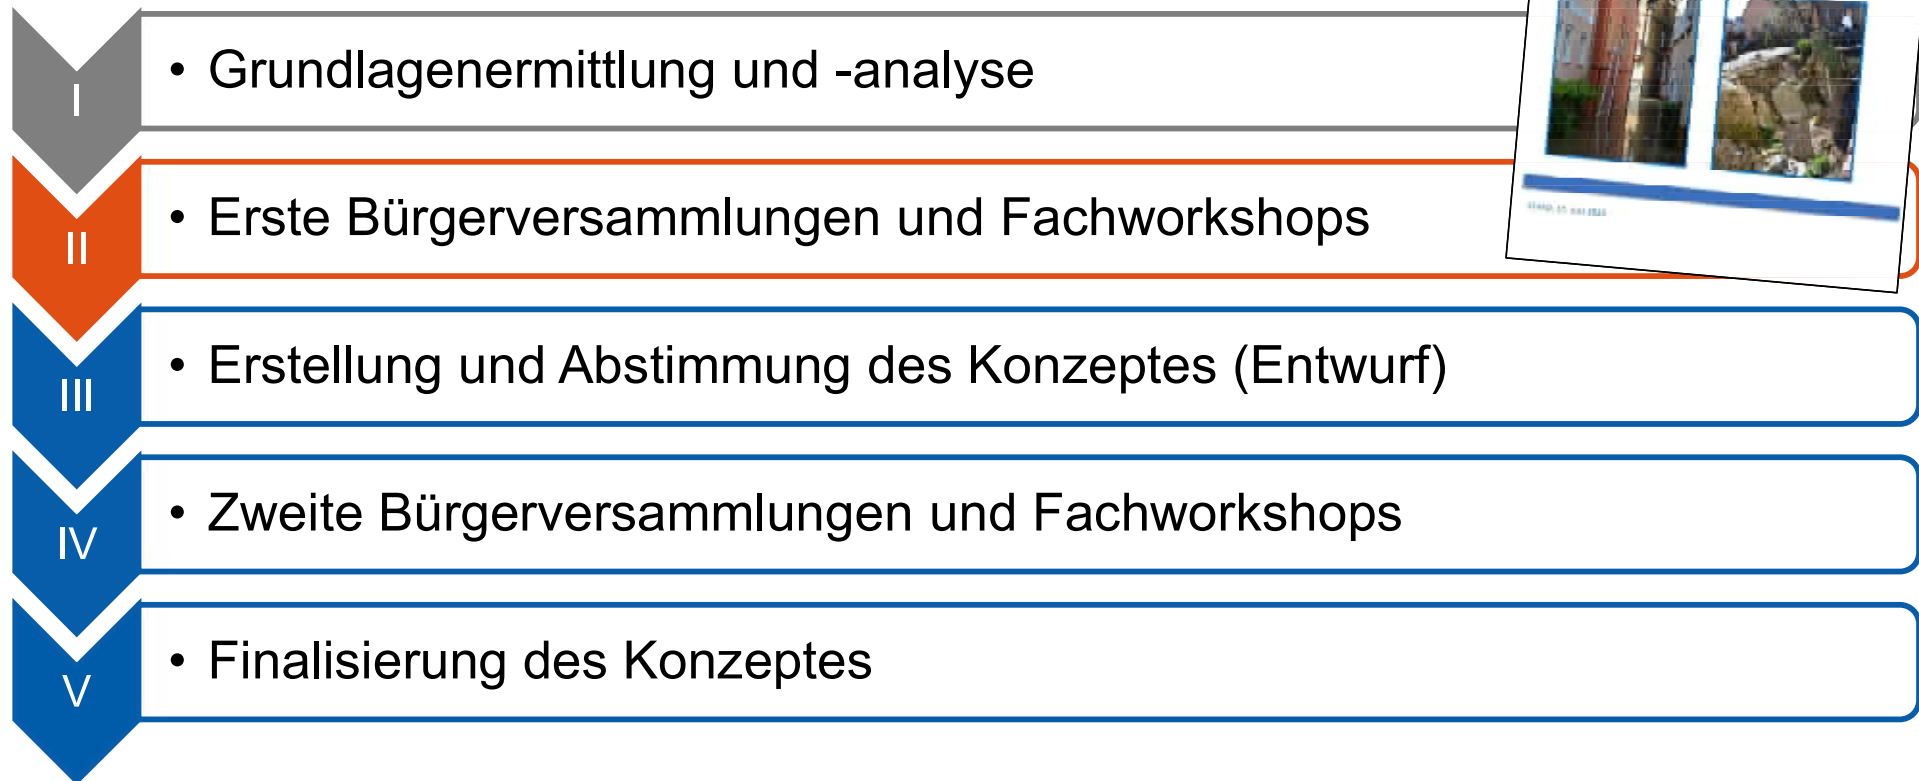 I
• Grundlagenermittlung und -analyse
II
• Erste Bürgerversammlungen und Fachworkshops
III
• Erstellung und Abstimmung des Konzeptes (Entwurf)
IV
• Zweite Bürgerversammlungen und Fachworkshops
V
• Finalisierung des Konzeptes